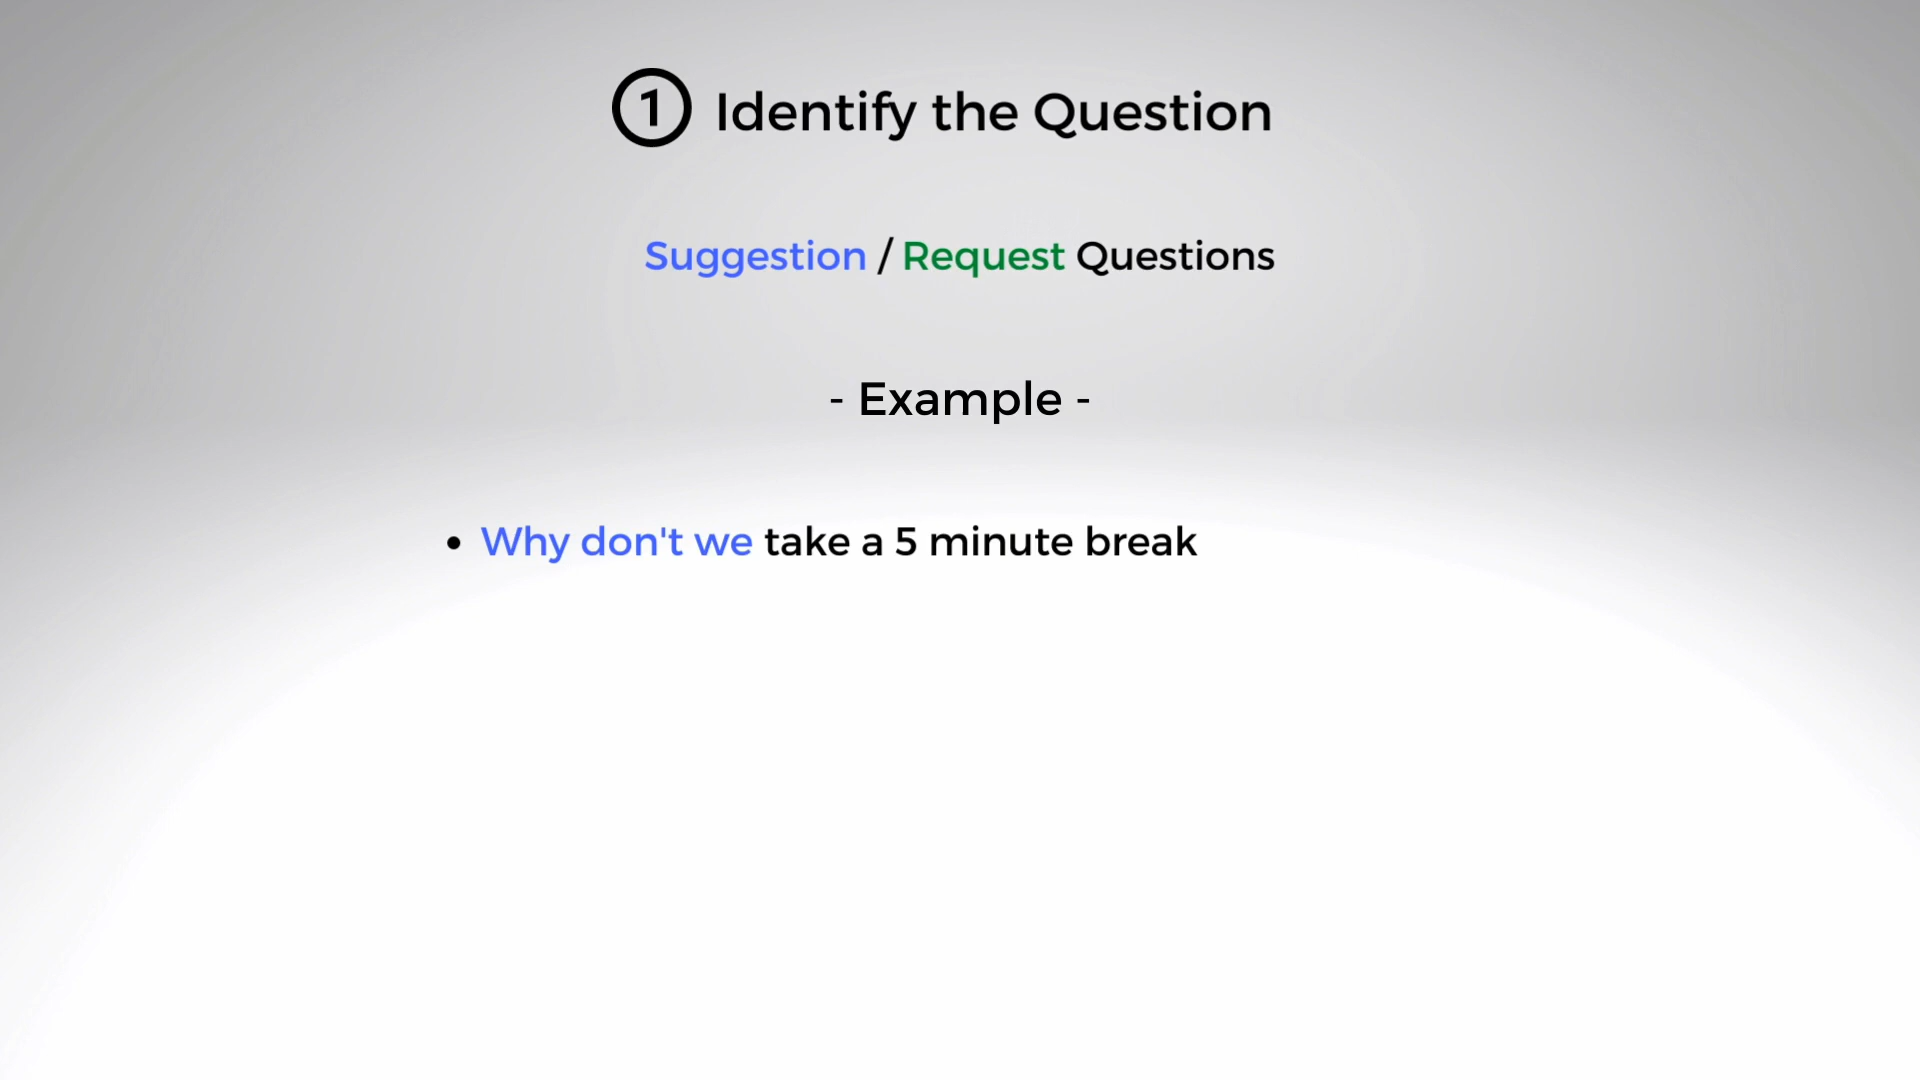 ① Identify the Question
Suggestion / Request Questions
- Example -
• Why don't we take a 5 minute break